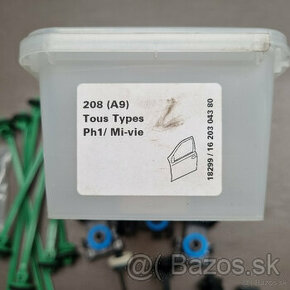 208 (A9)
Tous Types
Ph1/ Mi-vie
18299 / 16 203 043 80
Bazos.sk